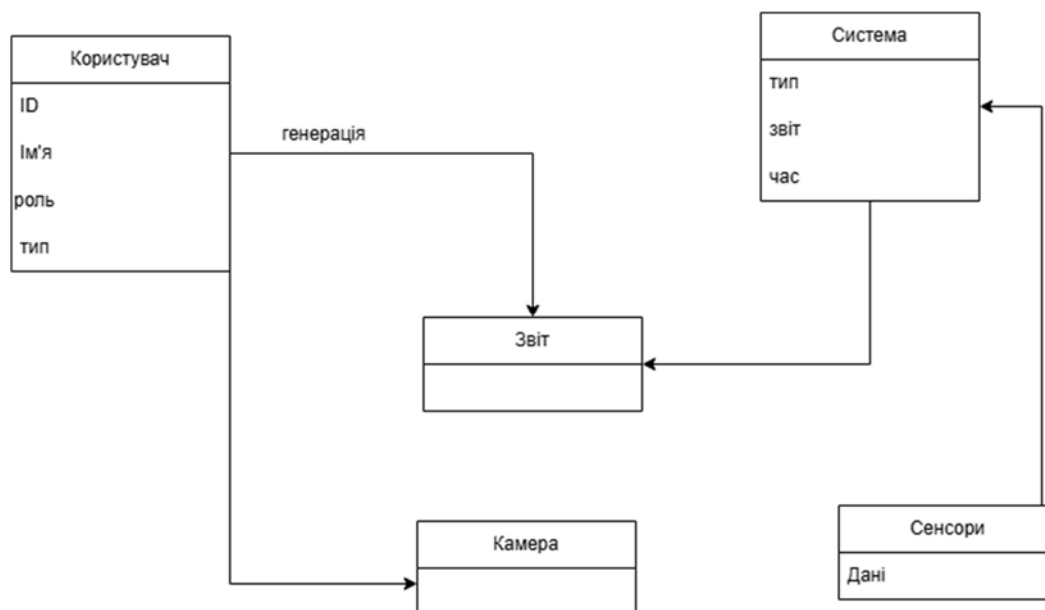 Користувач
ID
Ім'я
роль
тип
генерація
Система
тип
звіт
час
Звіт
Камера
Сенсори
Дані